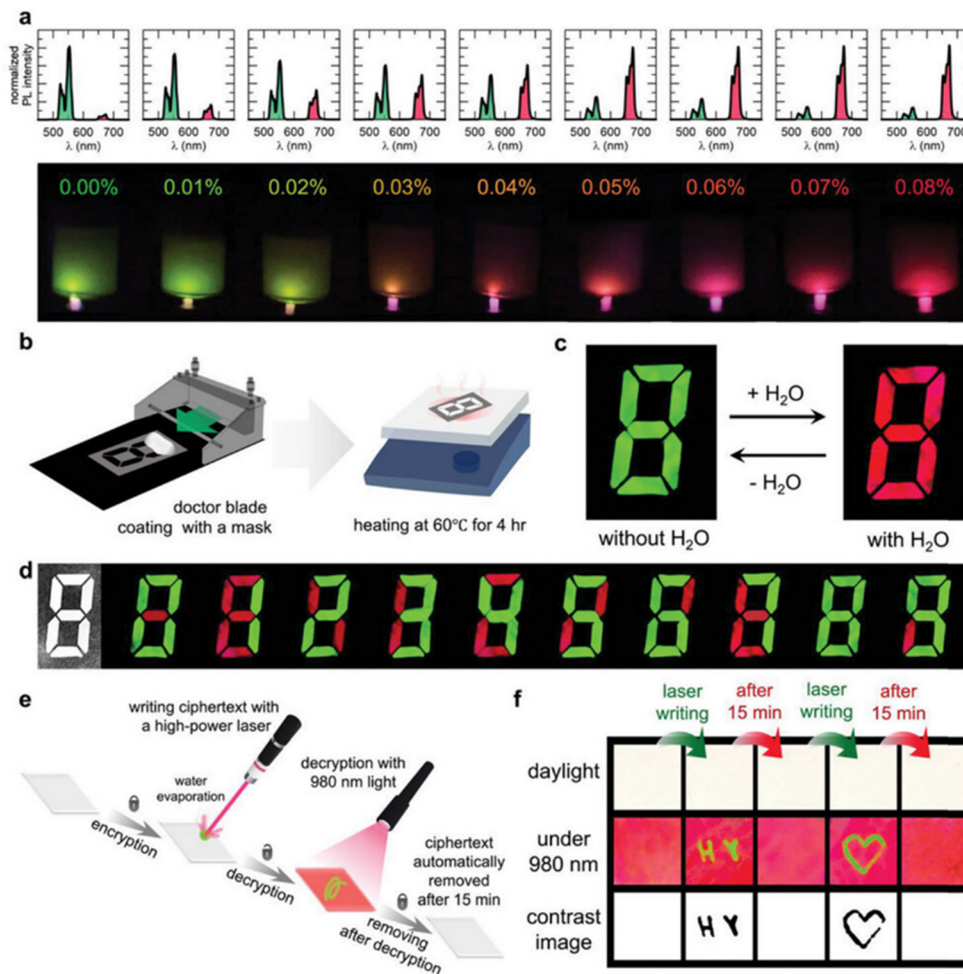 a
normalized
PL intensity
500 600 700 500 600 700 500 600 700 500 600 700 500 600 700 500 600 700 500 600 700 500 600 700 500 600 700
λ (nm) λ (nm) λ (nm) λ (nm) λ (nm) λ (nm) λ (nm) λ (nm) λ (nm)
0.00% 0.01% 0.02% 0.03% 0.04% 0.05% 0.06% 0.07% 0.08%
b
doctor blade
coating with a mask
heating at 60℃ for 4 hr
c
+ H₂O
- H₂O
without H₂O
with H₂O
d
e
writing ciphertext with
a high-power laser
water
evaporation
encryption
decryption with
980 nm light
decryption
ciphertext
automatically
removed
after 15 min
removing
after decryption
f
laser
writing
after
15 min
laser
writing
after
15 min
daylight
under
980 nm
H Y
contrast
image
H Y